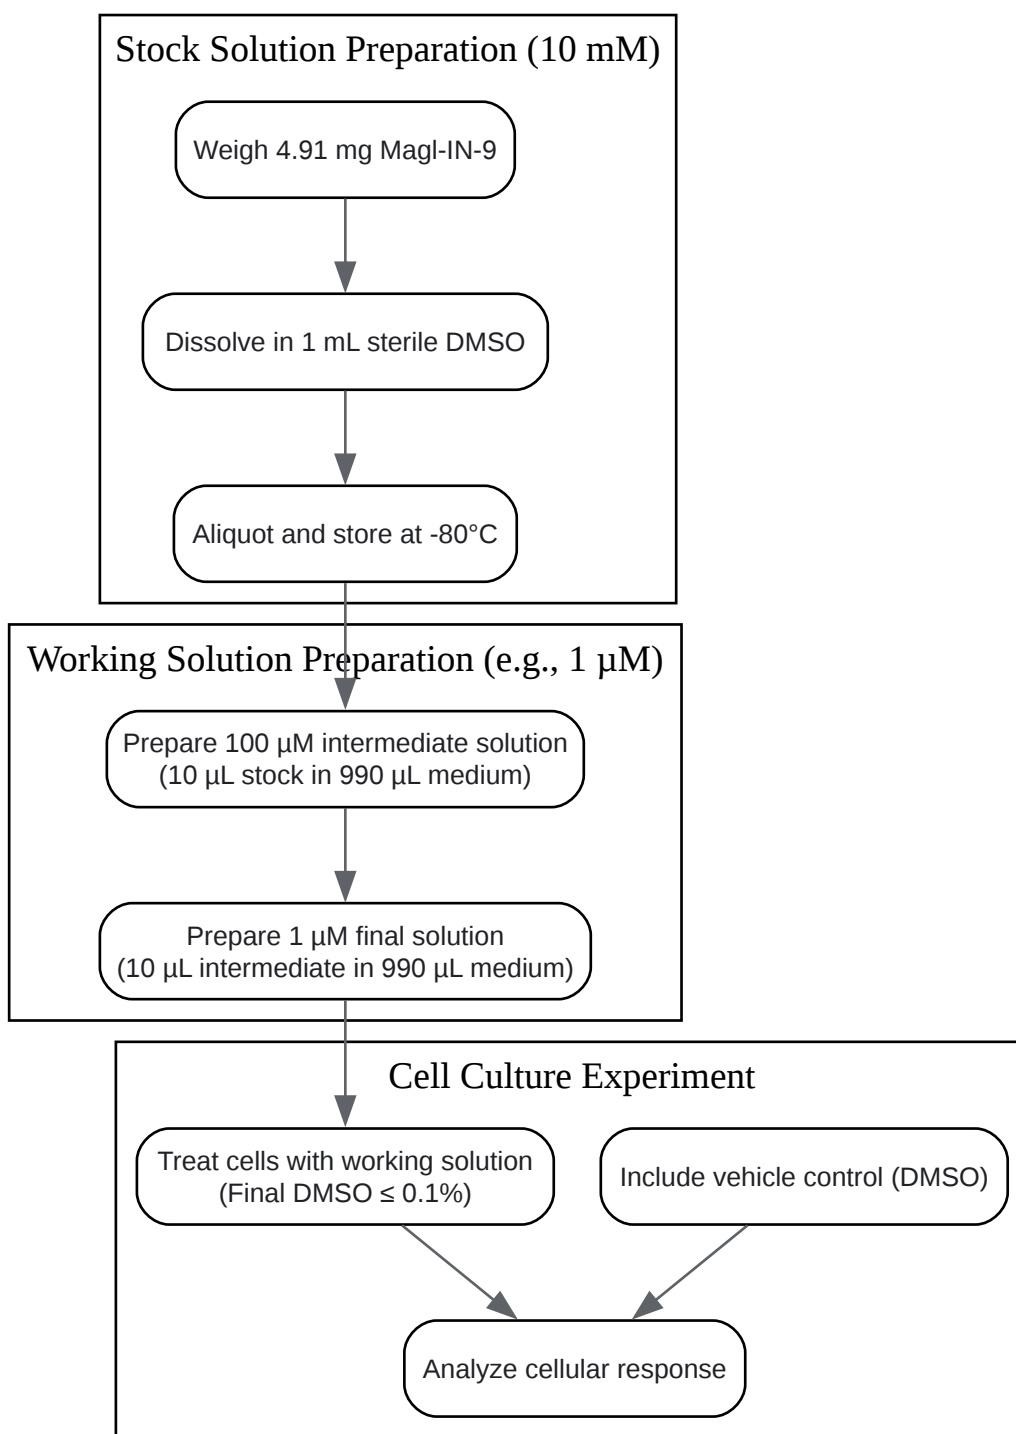 Stock Solution Preparation (10 mM)
Weigh 4.91 mg Magl-IN-9
Dissolve in 1 mL sterile DMSO
Aliquot and store at -80°C
Working Solution Preparation (e.g., 1 µM)
Prepare 100 µM intermediate solution
(10 µL stock in 990 µL medium)
Prepare 1 µM final solution
(10 µL intermediate in 990 µL medium)
Cell Culture Experiment
Treat cells with working solution
(Final DMSO ≤ 0.1%)
Include vehicle control (DMSO)
Analyze cellular response